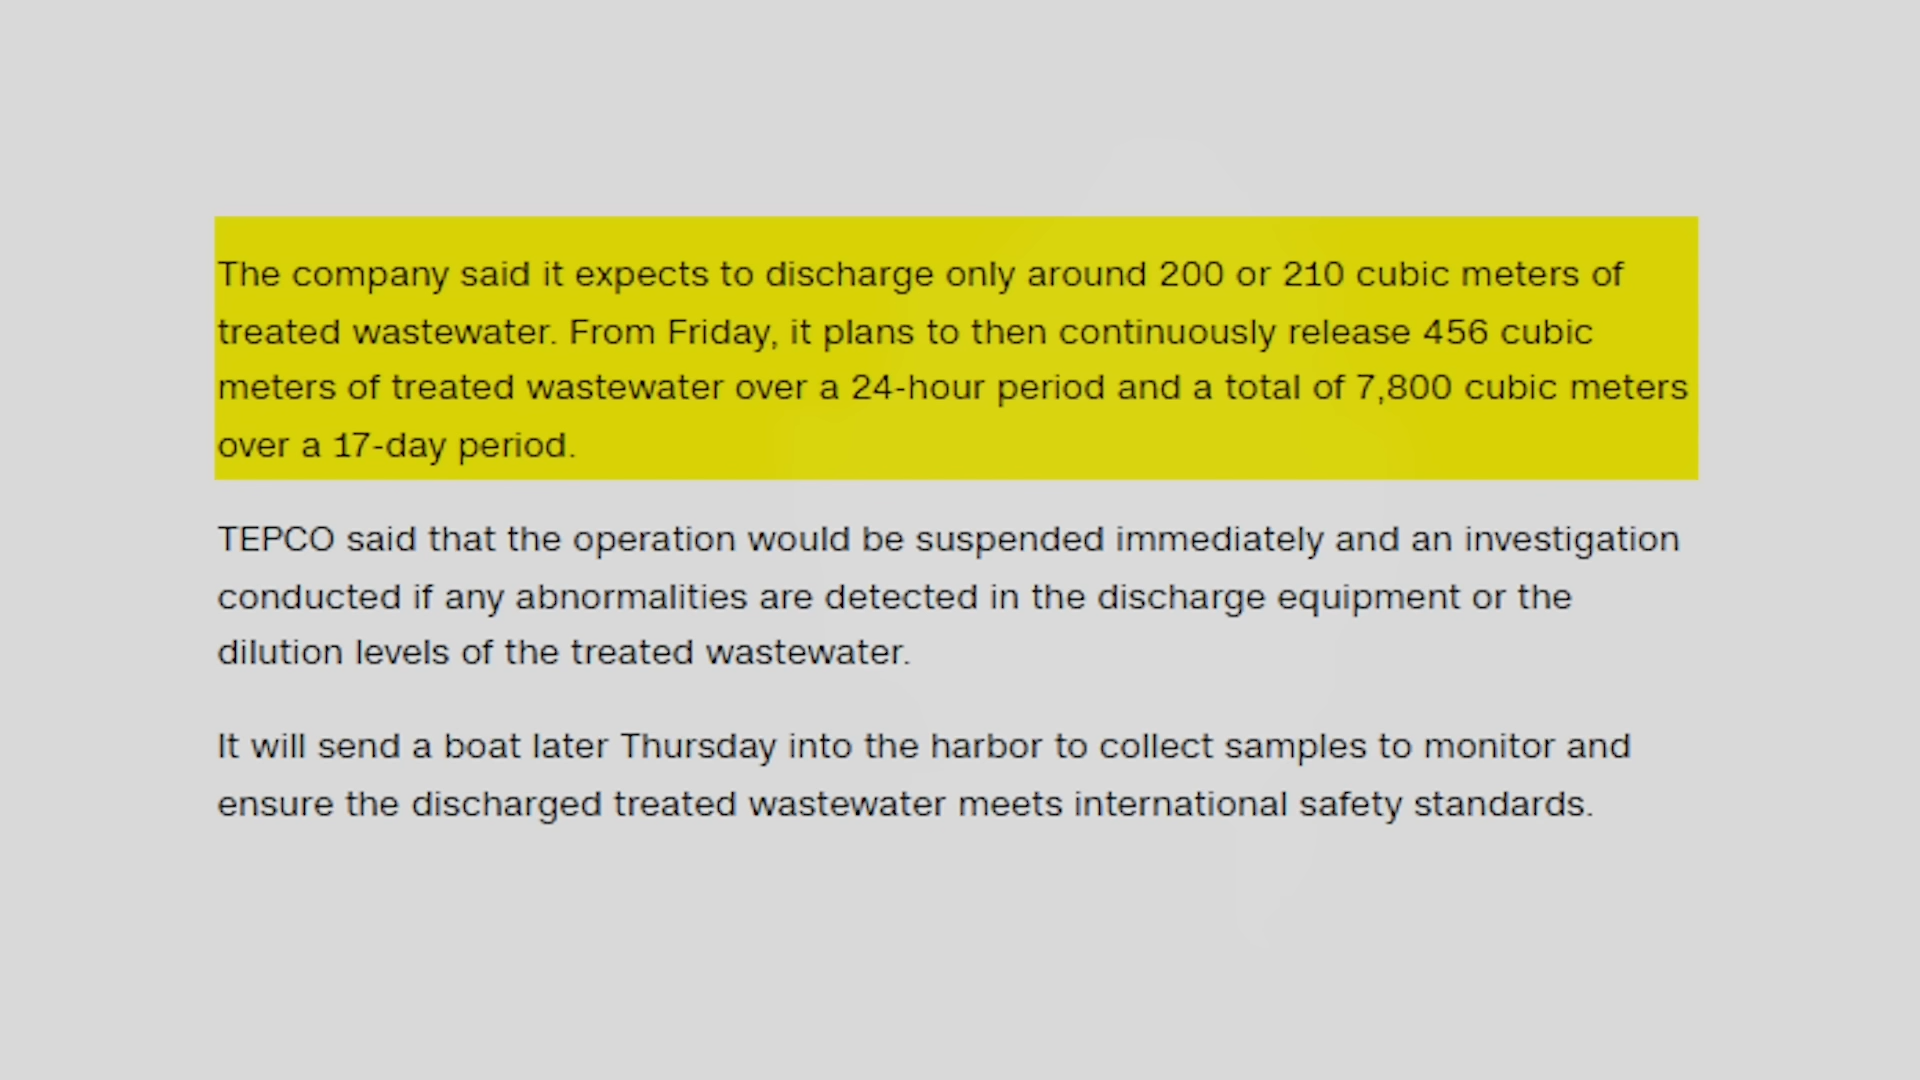 The company said it expects to discharge only around 200 or 210 cubic meters of
treated wastewater. From Friday, it plans to then continuously release 456 cubic
meters of treated wastewater over a 24-hour period and a total of 7,800 cubic meters
over a 17-day period.
TEPCO said that the operation would be suspended immediately and an investigation
conducted if any abnormalities are detected in the discharge equipment or the
dilution levels of the treated wastewater.
It will send a boat later Thursday into the harbor to collect samples to monitor and
ensure the discharged treated wastewater meets international safety standards.